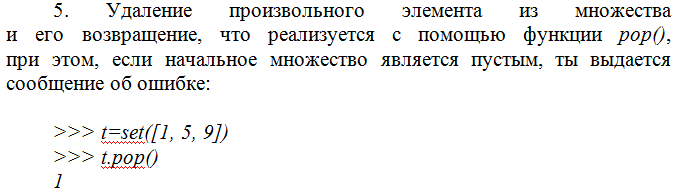 5. Удаление произвольного элемента из множества
и его возвращение, что реализуется с помощью функции pop(),
при этом, если начальное множество является пустым, ты выдается
сообщение об ошибке:
>>> t=set([1, 5, 9])
>>> t.pop()
1